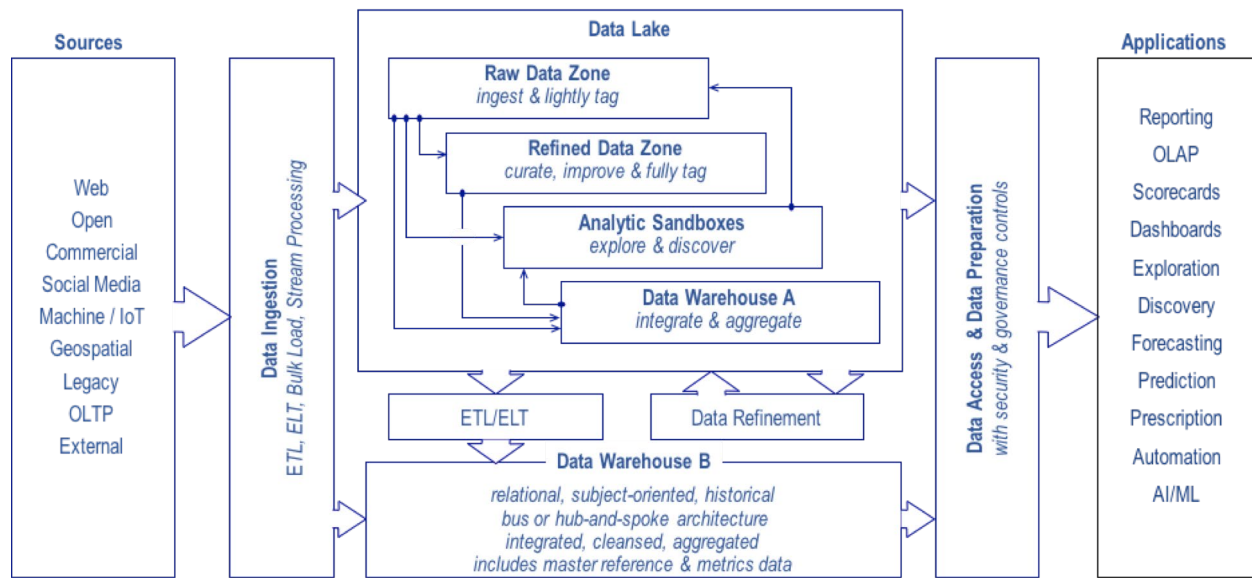 Sources
Web
Open
Commercial
Social Media
Machine / IoT
Geospatial
Legacy
OLTP
External
Data Ingestion
ETL, ELT, Bulk Load, Stream Processing
Data Lake
Raw Data Zone
ingest & lightly tag
Refined Data Zone
curate, improve & fully tag
Analytic Sandboxes
explore & discover
Data Warehouse A
integrate & aggregate
ETL/ELT
Data Refinement
Data Warehouse B
relational, subject-oriented, historical
bus or hub-and-spoke architecture
integrated, cleansed, aggregated
includes master reference & metrics data
Data Access & Data Preparation
with security & governance controls
Applications
Reporting
OLAP
Scorecards
Dashboards
Exploration
Discovery
Forecasting
Prediction
Prescription
Automation
AI/ML